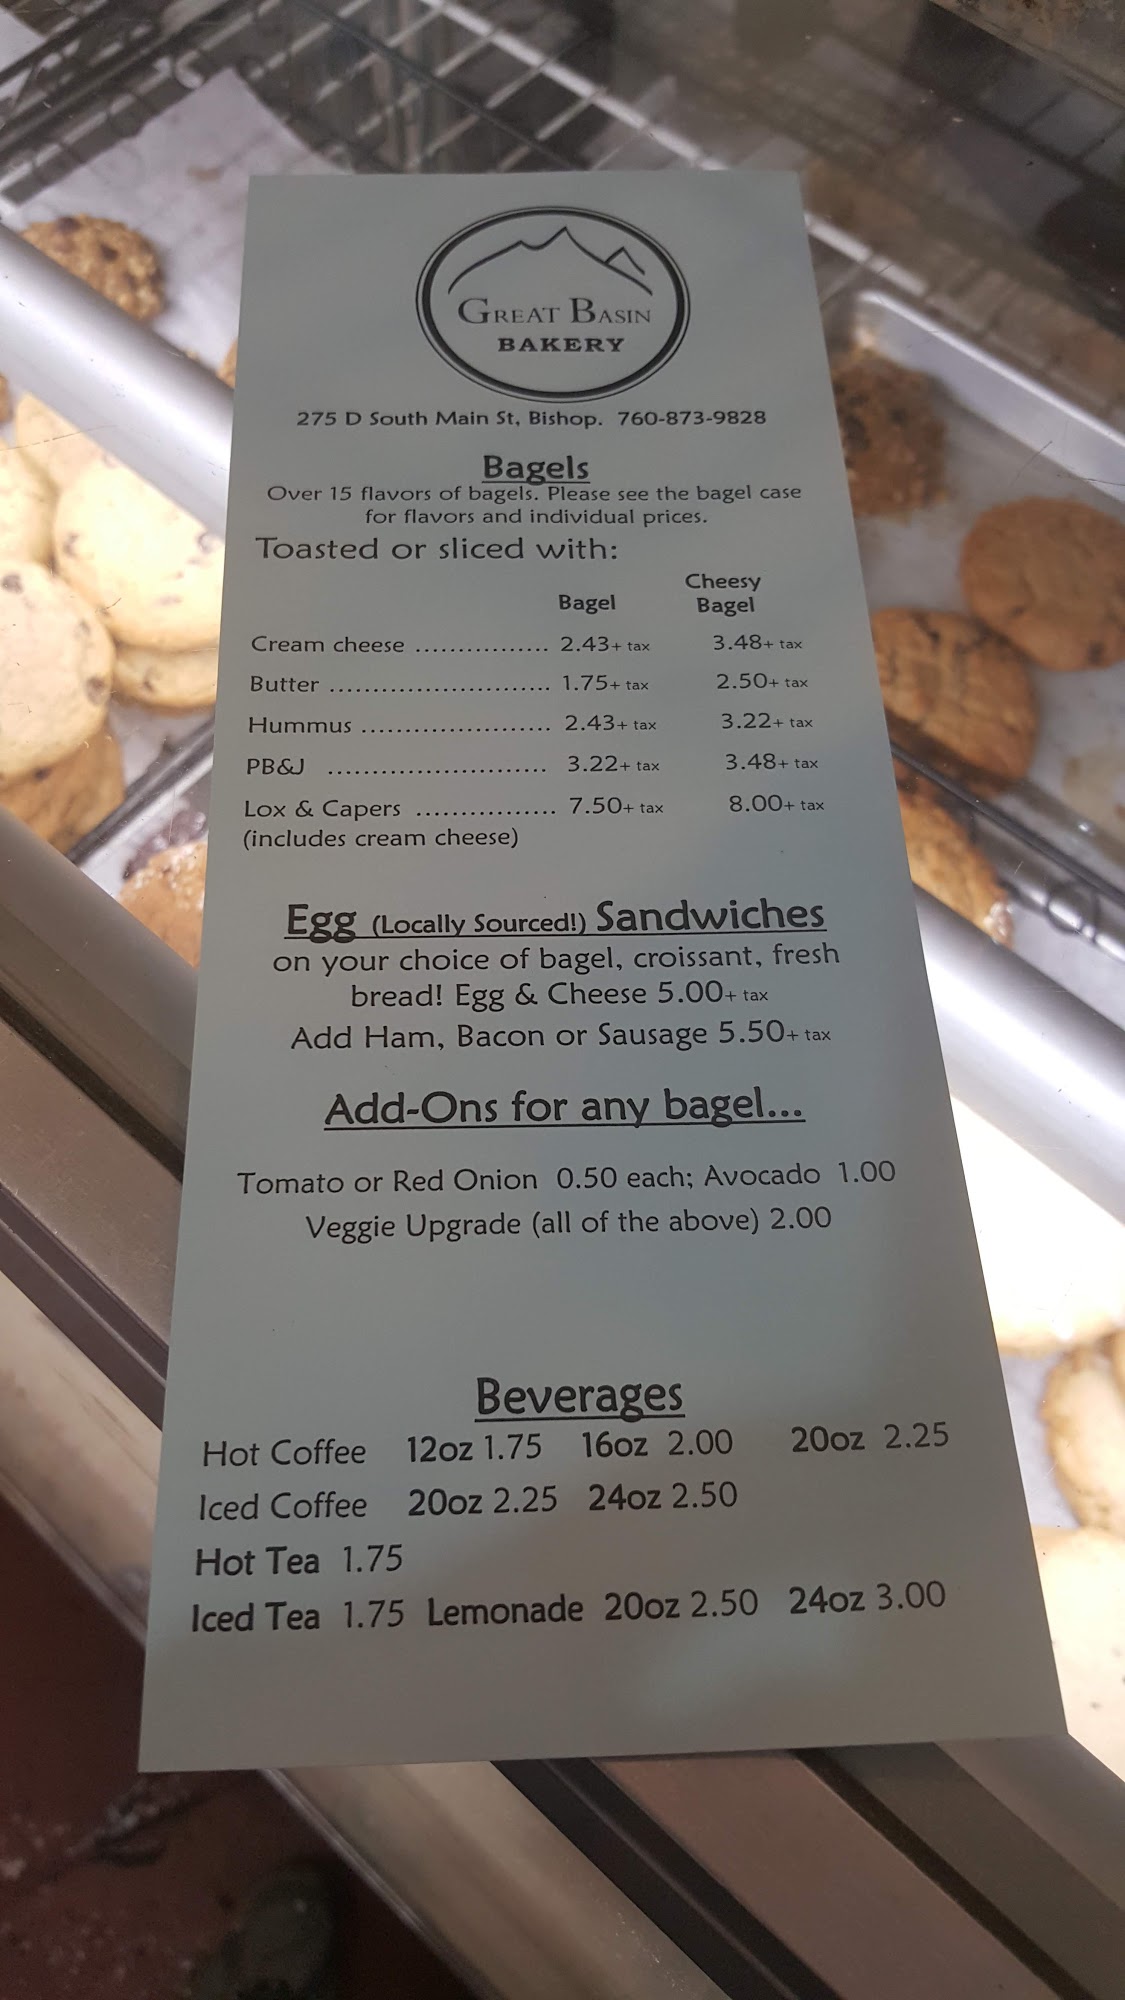 GREAT BASIN
BAKERY
275 D South Main St, Bishop. 760-873-9828
Bagels
Over 15 flavors of bagels. Please see the bagel case
for flavors and individual prices.
Toasted or sliced with:
Bagel Cheesy Bagel
Cream cheese ................ 2.43+ tax 3.48+ tax
Butter ......................... 1.75+ tax 2.50+ tax
Hummus ...................... 2.43+ tax 3.22+ tax
PB&J ......................... 3.22+ tax 3.48+ tax
Lox & Capers ................ 7.50+ tax 8.00+ tax
(includes cream cheese)
Egg (Locally Sourced!) Sandwiches
on your choice of bagel, croissant, fresh
bread! Egg & Cheese 5.00+ tax
Add Ham, Bacon or Sausage 5.50+ tax
Add-Ons for any bagel...
Tomato or Red Onion 0.50 each; Avocado 1.00
Veggie Upgrade (all of the above) 2.00
Beverages
Hot Coffee 12oz 1.75 16oz 2.00 20oz 2.25
Iced Coffee 20oz 2.25 24oz 2.50
Hot Tea 1.75
Iced Tea 1.75 Lemonade 20oz 2.50 24oz 3.00